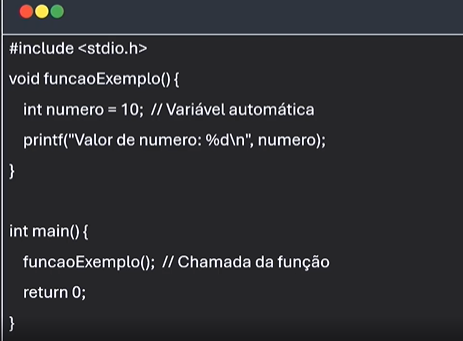 #include <stdio.h>
void funcaoExemplo() {
int numero = 10;  // Variável automática
printf("Valor de numero: %d\n", numero);
}
int main() {
funcaoExemplo();  // Chamada da função
return 0;
}